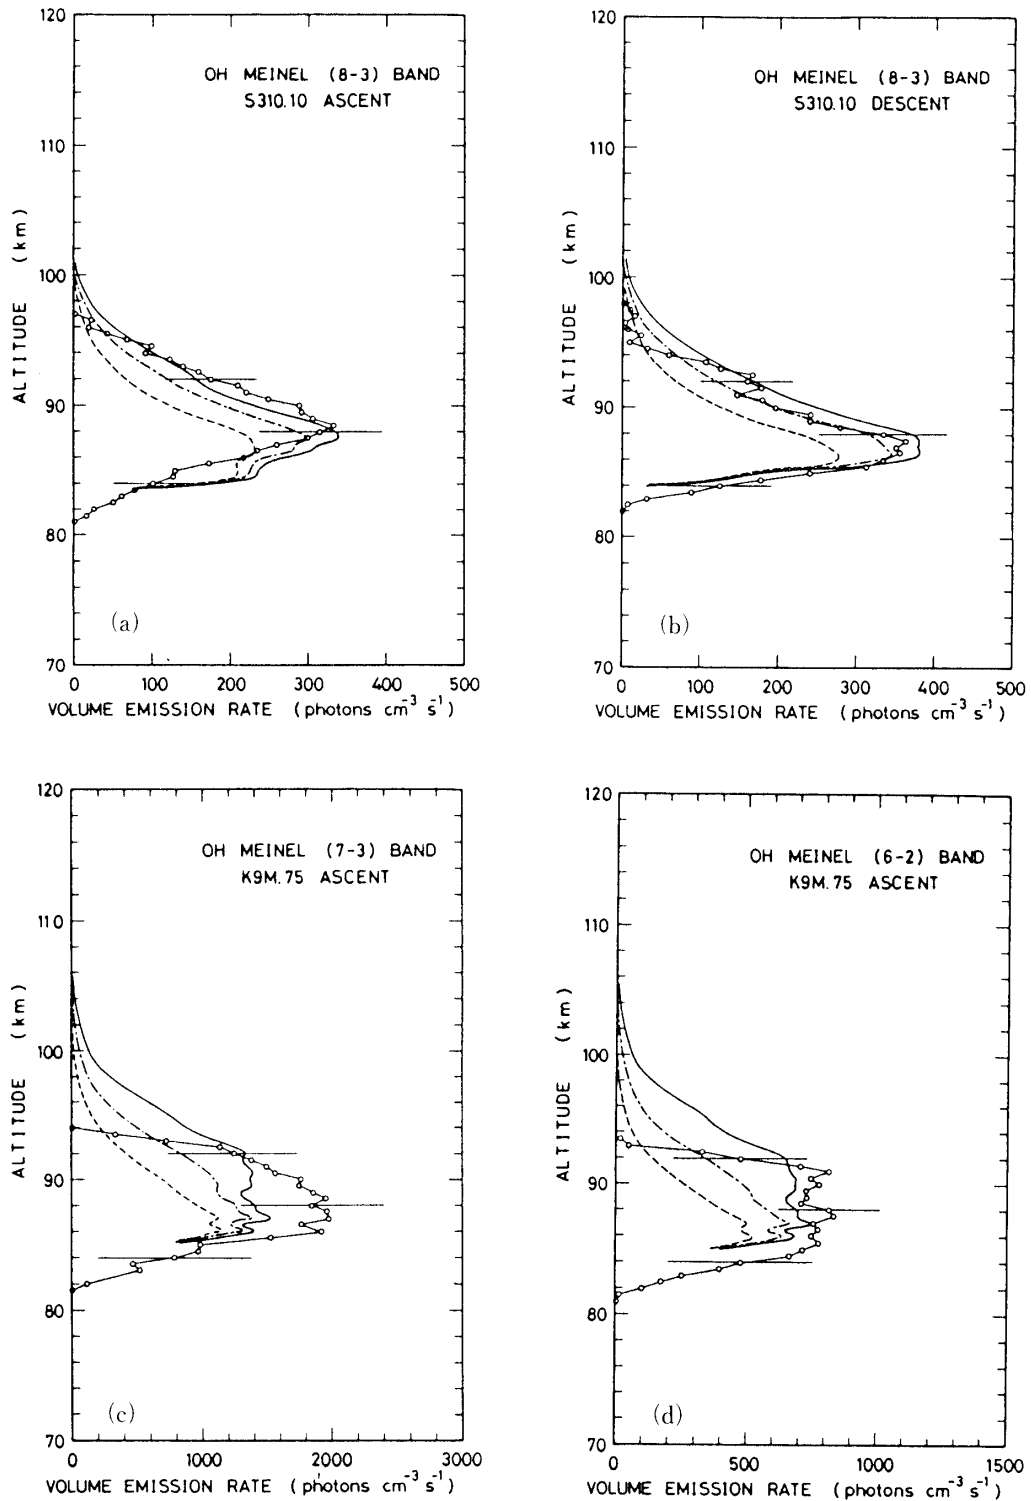 120
OH MEINEL (8-3) BAND
S310.10 ASCENT
110
100
90
80
70
ALTITUDE (km)
(a)
0 100 200 300 400 500
VOLUME EMISSION RATE (photons cm⁻³ s⁻¹)
120
OH MEINEL (8-3) BAND
S310.10 DESCENT
110
100
90
80
70
ALTITUDE (km)
(b)
0 100 200 300 400 500
VOLUME EMISSION RATE (photons cm⁻³ s⁻¹)
120
OH MEINEL (7-3) BAND
K9M.75 ASCENT
110
100
90
80
70
ALTITUDE (km)
(c)
0 1000 2000 3000
VOLUME EMISSION RATE (photons cm⁻³ s⁻¹)
120
OH MEINEL (6-2) BAND
K9M.75 ASCENT
110
100
90
80
70
ALTITUDE (km)
(d)
0 500 1000 1500
VOLUME EMISSION RATE (photons cm⁻³ s⁻¹)